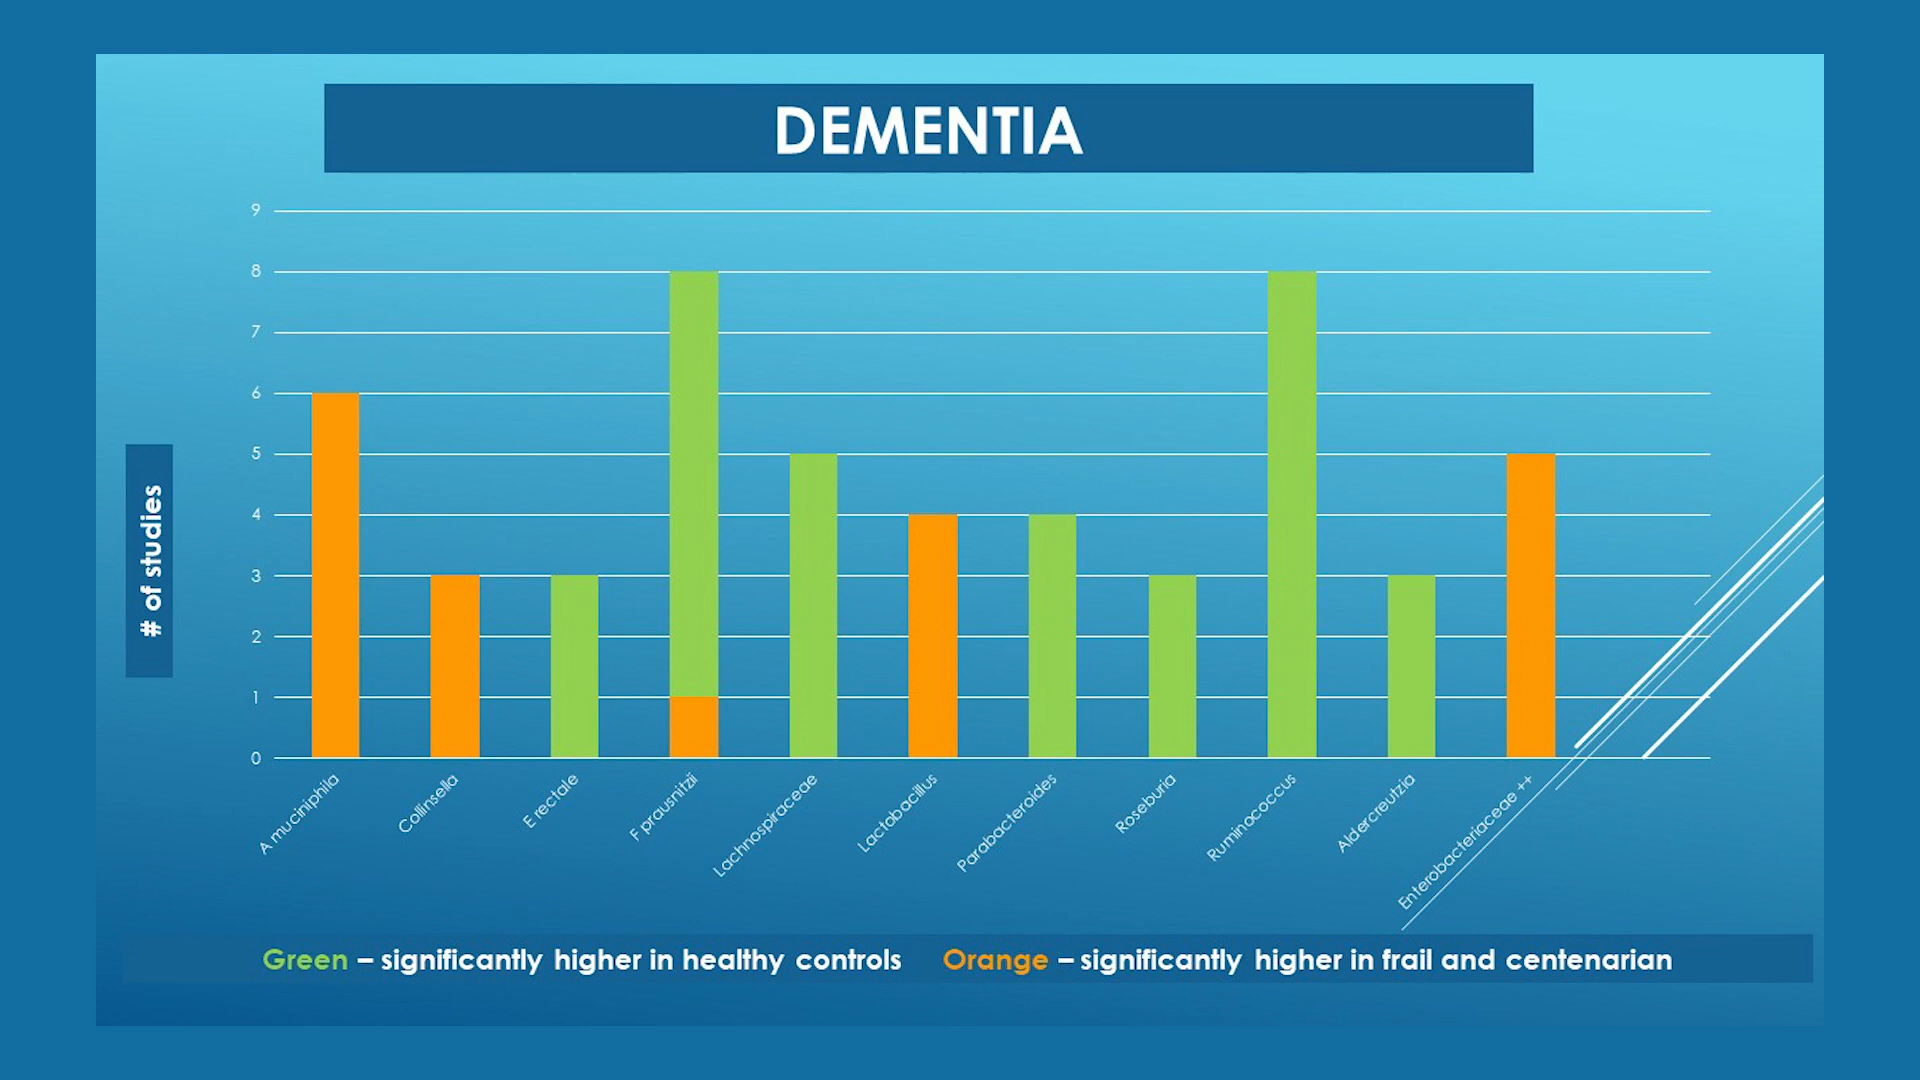 DEMENTIA
9
8
7
6
5
4
3
2
1
0
# of studies
A muciniphila
Collinsella
E rectale
F prausnitzii
Lachnospiraceae
Lactobacillus
Parabacteroides
Roseburia
Ruminococcus
Aldercreutzia
Enterobacteriaceae ++
Green – significantly higher in healthy controls Orange – significantly higher in frail and centenarian